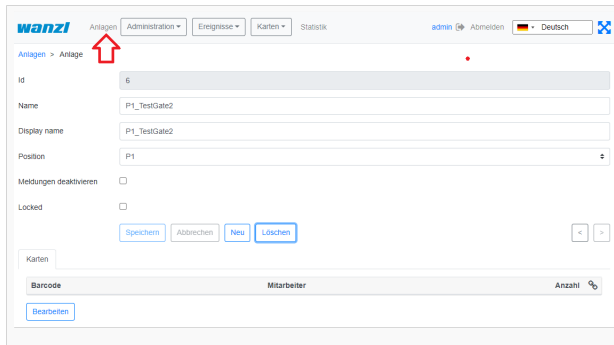 wanzl Anlagen Administration Ereignisse Karten Statistik admin Abmelden Deutsch
Anlagen > Anlage
Id 6
Name P1_TestGate2
Display name P1_TestGate2
Position P1
Meldungen deaktivieren
Locked
Speichern Abbrechen Neu Löschen < >
Karten
Barcode Mitarbeiter Anzahl
Bearbeiten